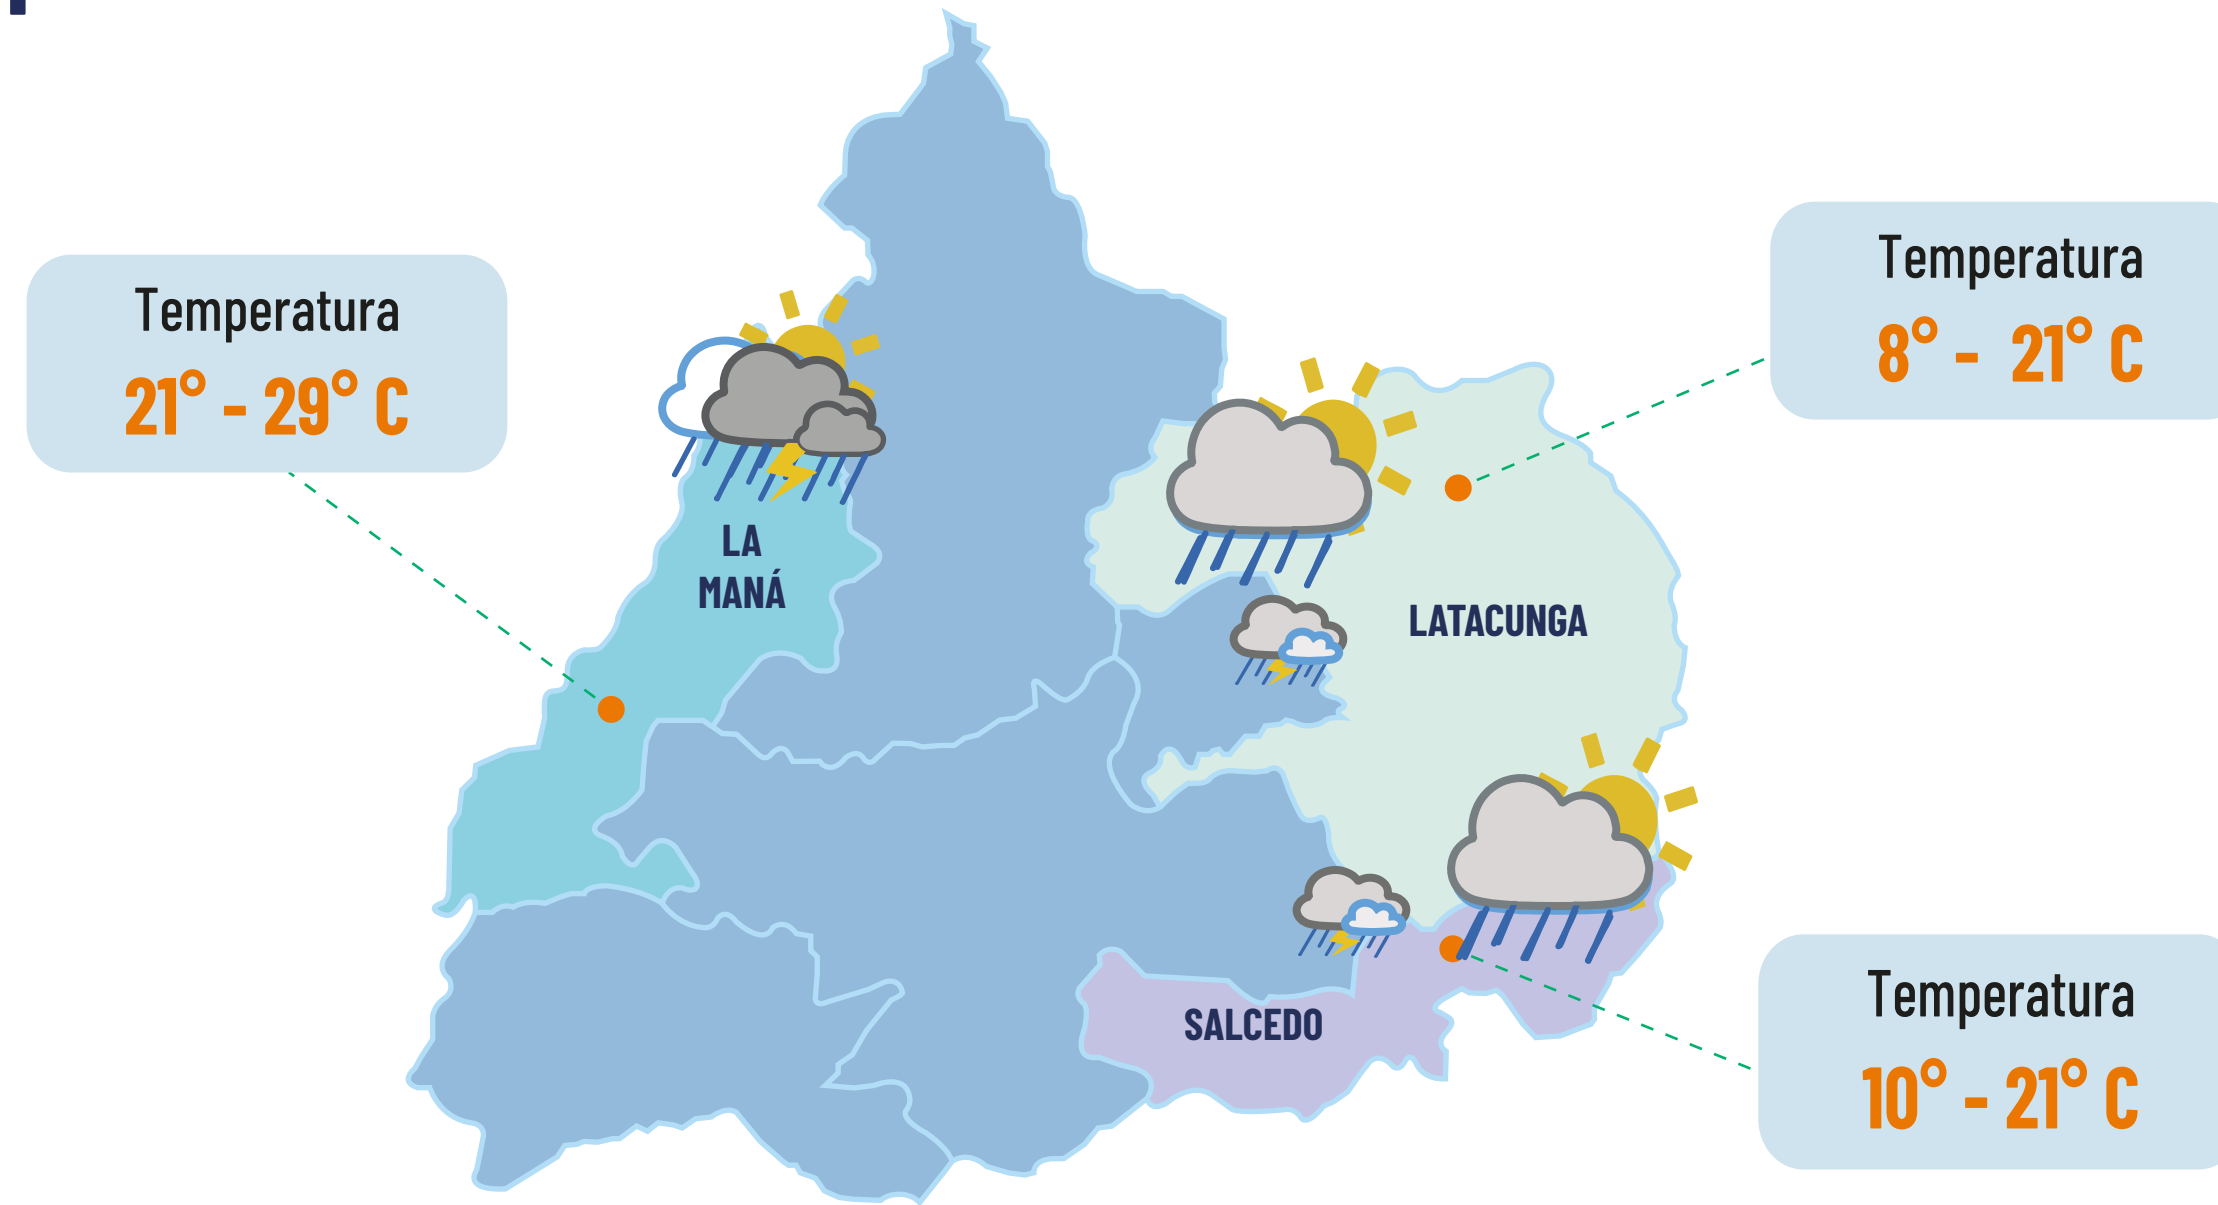 Temperatura
21° - 29° C
Temperatura
8° - 21° C
LA
MANÁ
LATACUNGA
SALCEDO
Temperatura
10° - 21° C